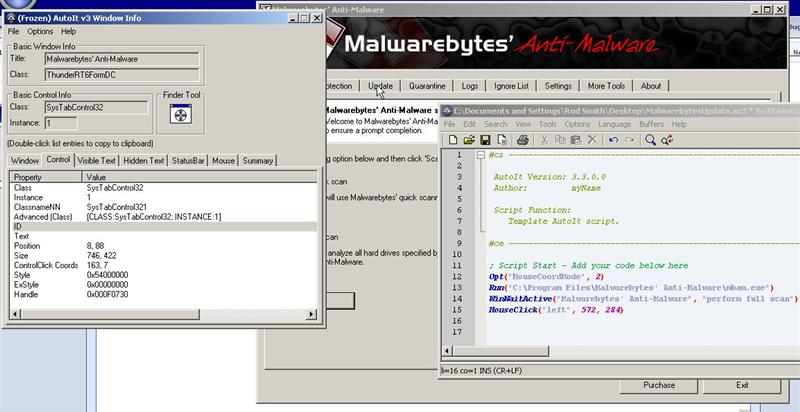 (Frozen) AutoIt v3 Window Info
File Options Help
Basic Window Info
Title: Malwarebytes' Anti-Malware
Class: ThunderRT6FormDC
Basic Control Info
Class: SysTabControl32
Instance: 1
Finder Tool
(Double-click list entries to copy to clipboard)
Window Control Visible Text Hidden Text StatusBar Mouse Summary
Property Value
Class SysTabControl32
Instance 1
ClassnameNN SysTabControl321
Advanced (Class) [CLASS:SysTabControl32; INSTANCE:1]
ID
Text
Position 8, 88
Size 746, 422
ControlClick Coords 163, 7
Style 0x54000000
ExStyle 0x00000000
Handle 0x000F0730
Malwarebytes' Anti-Malware
Malwarebytes' Anti-Malware
otection Update Quarantine Logs Ignore List Settings More Tools About
Malwarebytes' Anti-Malware s
elcome to Malwarebytes' Anti-Malw
to ensure a prompt completion.
g option below and then click 'Sca
k scan
will use Malwarebytes' quick scann
scan
analyze all hard drives specified by
ti-Malware.
Purchase Exit
C:\Documents and Settings\Rod Smith\Desktop\MalwarebytesUpdate.au3 * SciTE4Auto
File Edit Search View Tools Options Language Buffers Help
1 #cs
2
3 AutoIt Version: 3.3.0.0
4 Author: myName
5
6 Script Function:
7 Template AutoIt script.
8
9 #ce
10
11 ; Script Start - Add your code below here
12 Opt("MouseCoordMode", 2)
13 Run("C:\Program Files\Malwarebytes' Anti-Malware\mbam.exe")
14 WinWaitActive("Malwarebytes' Anti-Malware", "perform full scan")
15 MouseClick("left", 572, 284)
16
17
li=16 co=1 INS (CR+LF)